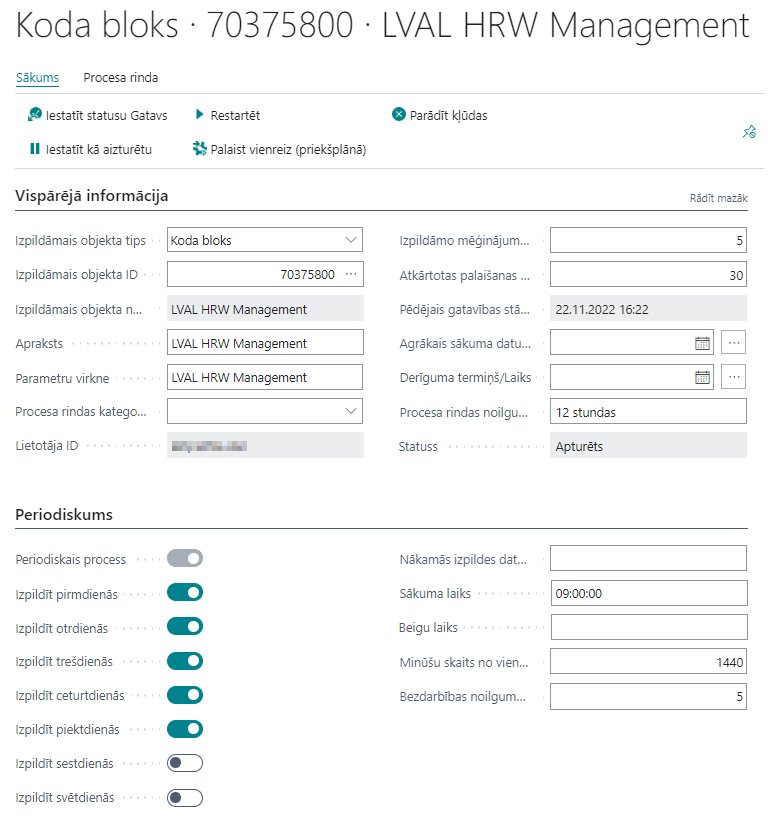 Koda bloks · 70375800 · LVAL HRW Management
Sākums Procesa rinda
Iestatīt statusu Gatavs Restartēt Parādīt kļūdas
Iestatīt kā aizturētu Palaist vienreiz (priekšplānā)
Vispārējā informācija Rādīt mazāk
Izpildāmais objekta tips Koda bloks
Izpildāmais objekta ID 70375800
Izpildāmais objekta n... LVAL HRW Management
Apraksts LVAL HRW Management
Parametru virkne LVAL HRW Management
Procesa rindas katego...
Lietotāja ID
Izpildāmo mēģinājum... 5
Atkārtotas palaišanas ... 30
Pēdējais gatavības stā... 22.11.2022 16:22
Agrākais sākuma datu...
Derīguma termiņš/Laiks
Procesa rindas noilgu... 12 stundas
Statuss Apturēts
Periodiskums
Periodiskais process
Izpildīt pirmdienās
Izpildīt otrdienās
Izpildīt trešdienās
Izpildīt ceturtdienās
Izpildīt piektdienās
Izpildīt sestdienās
Izpildīt svētdienās
Nākamās izpildes dat...
Sākuma laiks 09:00:00
Beigu laiks
Minūšu skaits no vien... 1440
Bezdarbības noilgum... 5